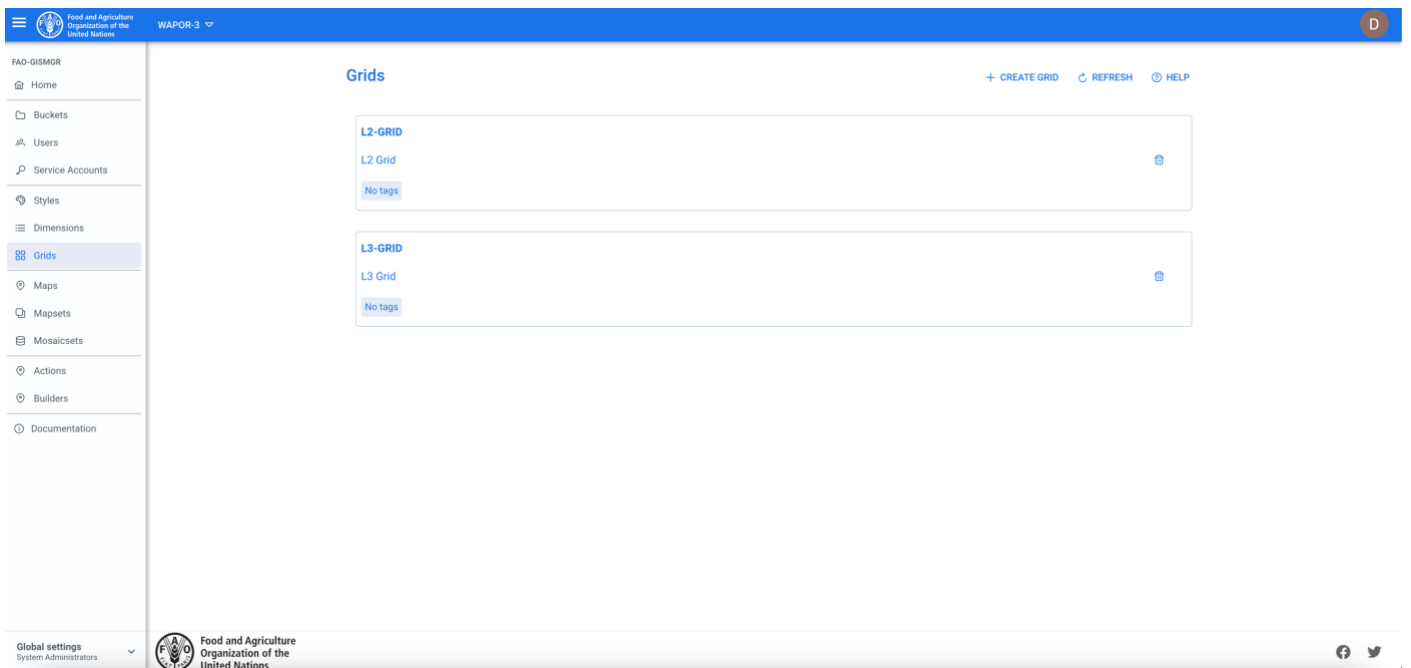 Food and Agriculture
Organization of the
United Nations
WAPOR-3
D
FAO-GISMGR
Home
Buckets
Users
Service Accounts
Styles
Dimensions
Grids
Maps
Mapsets
Mosaicsets
Actions
Builders
Documentation
Global settings
System Administrators
Grids
CREATE GRID
REFRESH
HELP
L2-GRID
L2 Grid
No tags
L3-GRID
L3 Grid
No tags
Food and Agriculture
Organization of the
United Nations